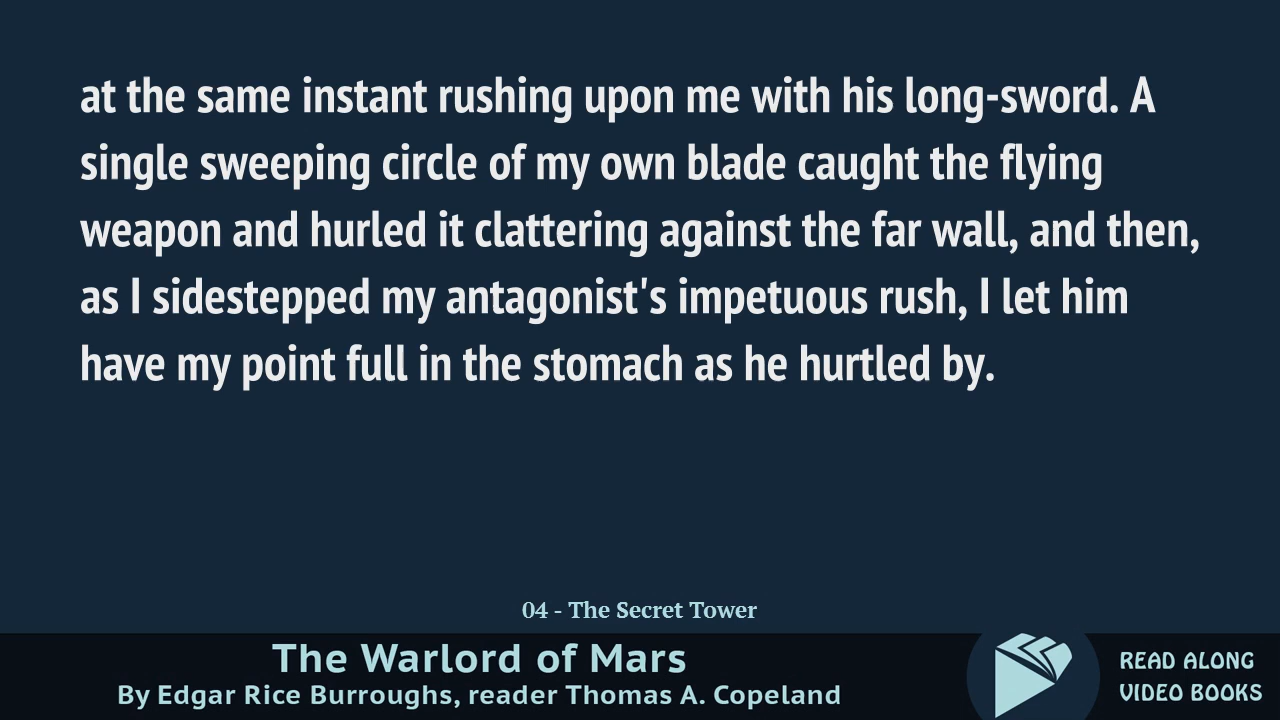 at the same instant rushing upon me with his long-sword. A
single sweeping circle of my own blade caught the flying
weapon and hurled it clattering against the far wall, and then,
as I sidestepped my antagonist's impetuous rush, I let him
have my point full in the stomach as he hurtled by.
04 - The Secret Tower
The Warlord of Mars
By Edgar Rice Burroughs, reader Thomas A. Copeland
READ ALONG
VIDEO BOOKS